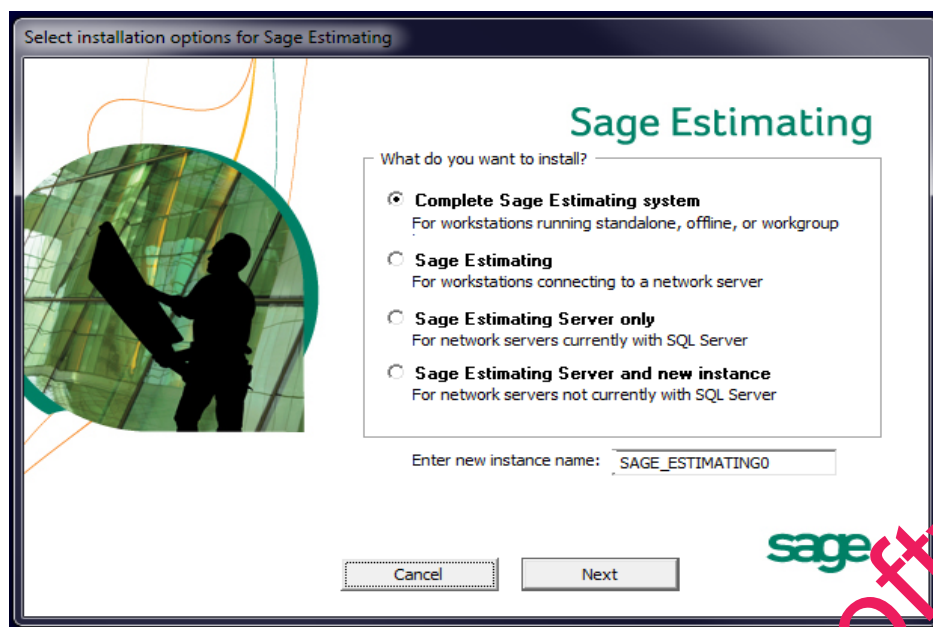 Select installation options for Sage Estimating
Sage Estimating
What do you want to install?
Complete Sage Estimating system
For workstations running standalone, offline, or workgroup
Sage Estimating
For workstations connecting to a network server
Sage Estimating Server only
For network servers currently with SQL Server
Sage Estimating Server and new instance
For network servers not currently with SQL Server
Enter new instance name: SAGE_ESTIMATING0
sage
Cancel Next